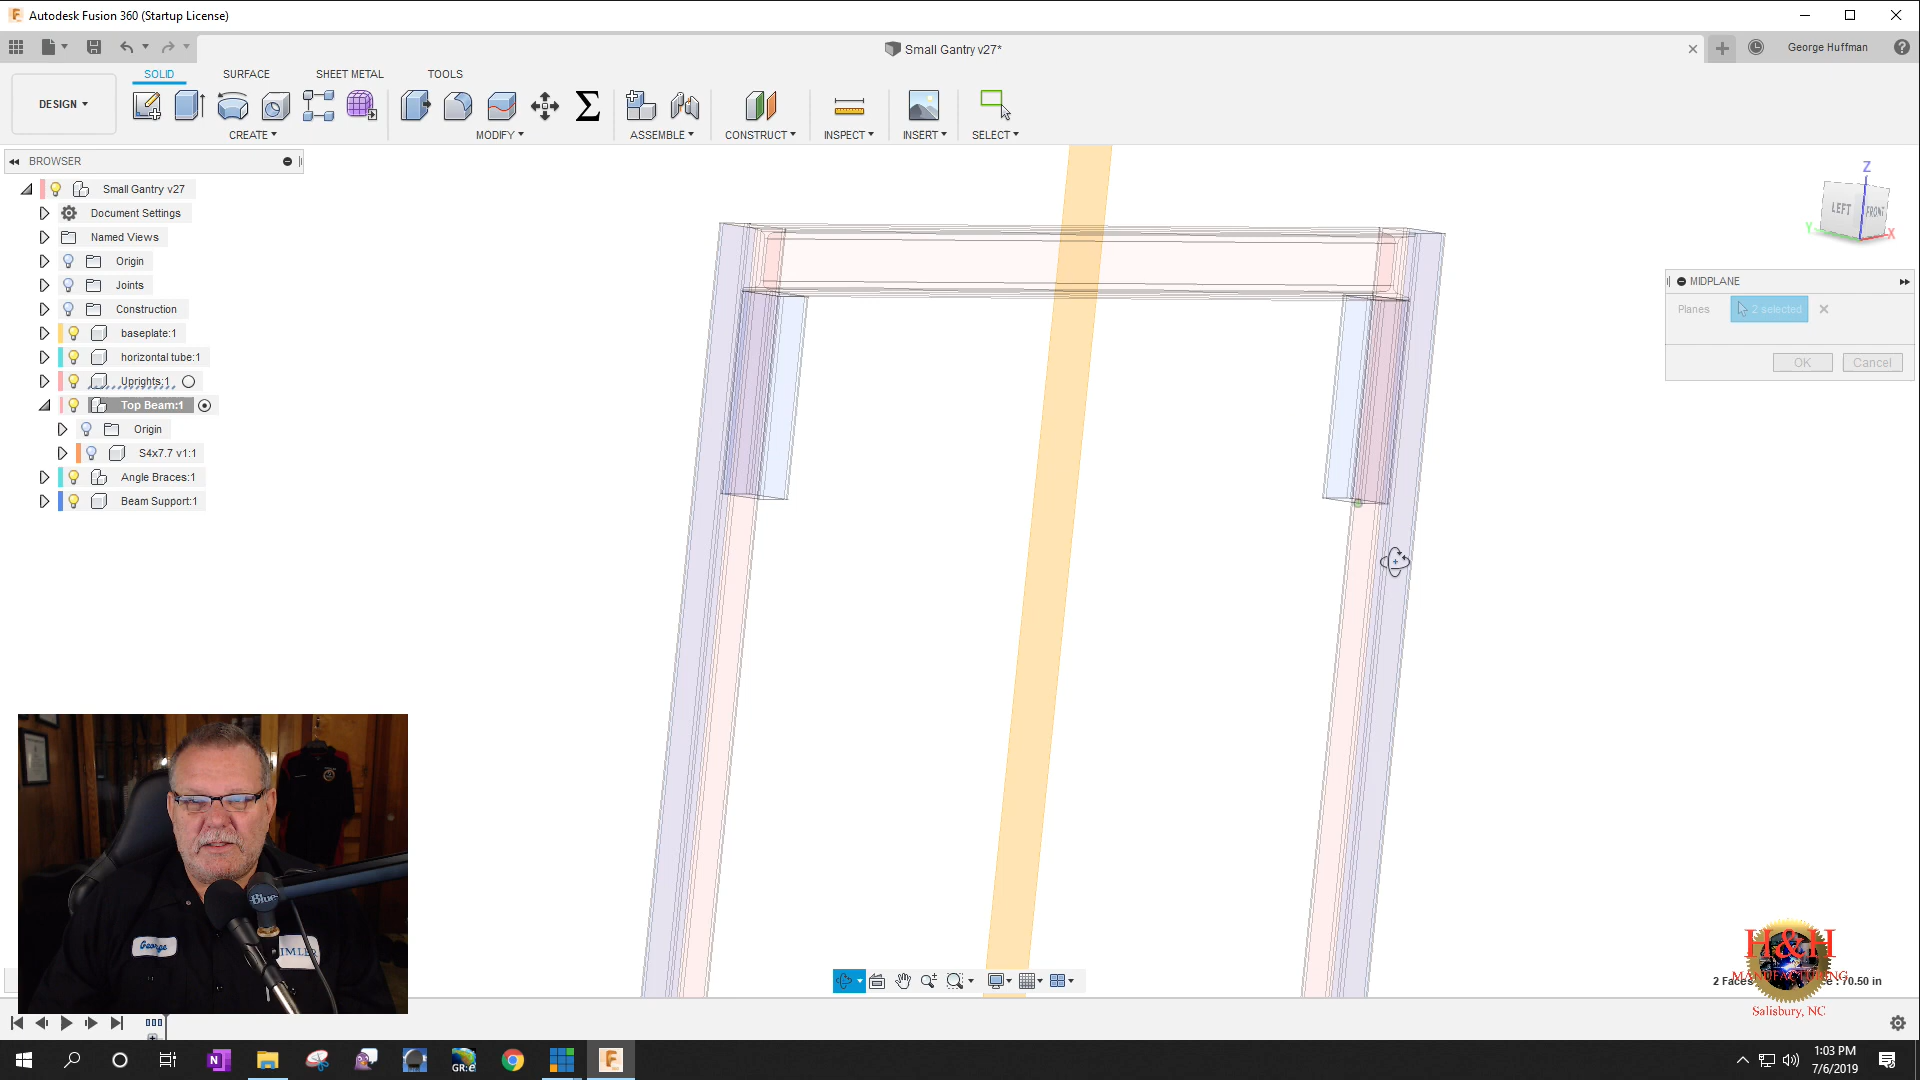 Autodesk Fusion 360 (Startup License)
Small Gantry v27*
George Huffman
SOLID SURFACE SHEET METAL TOOLS
DESIGN
CREATE MODIFY ASSEMBLE CONSTRUCT INSPECT INSERT SELECT
BROWSER
Small Gantry v27
Document Settings
Named Views
Origin
Joints
Construction
baseplate:1
horizontal tube:1
Uprights:1
Top Beam:1
Origin
S4x7.7 v1:1
Angle Braces:1
Beam Support:1
Z
LEFT FRONT
Y X
MIDPLANE
Planes 2 selected
OK Cancel
Blue
George
H&H
MANUFACTURING
Salisbury, NC
2 Faces
: 70.50 in
N
GR:e
F
1:03 PM
7/6/2019